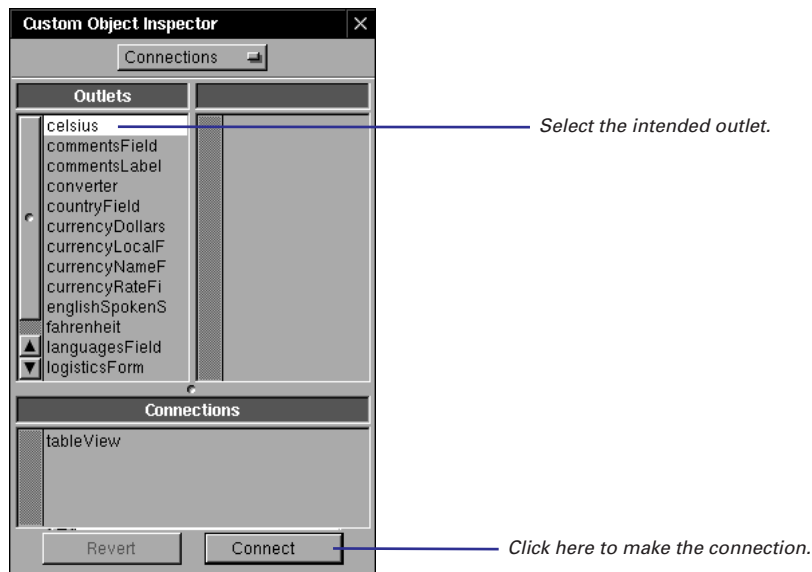 Custom Object Inspector
Connections
Outlets
celsius
Select the intended outlet.
commentsField
commentsLabel
converter
countryField
currencyDollars
currencyLocalF
currencyNameF
currencyRateFi
englishSpokenS
fahrenheit
languagesField
logisticsForm
Connections
tableView
Revert
Connect
Click here to make the connection.